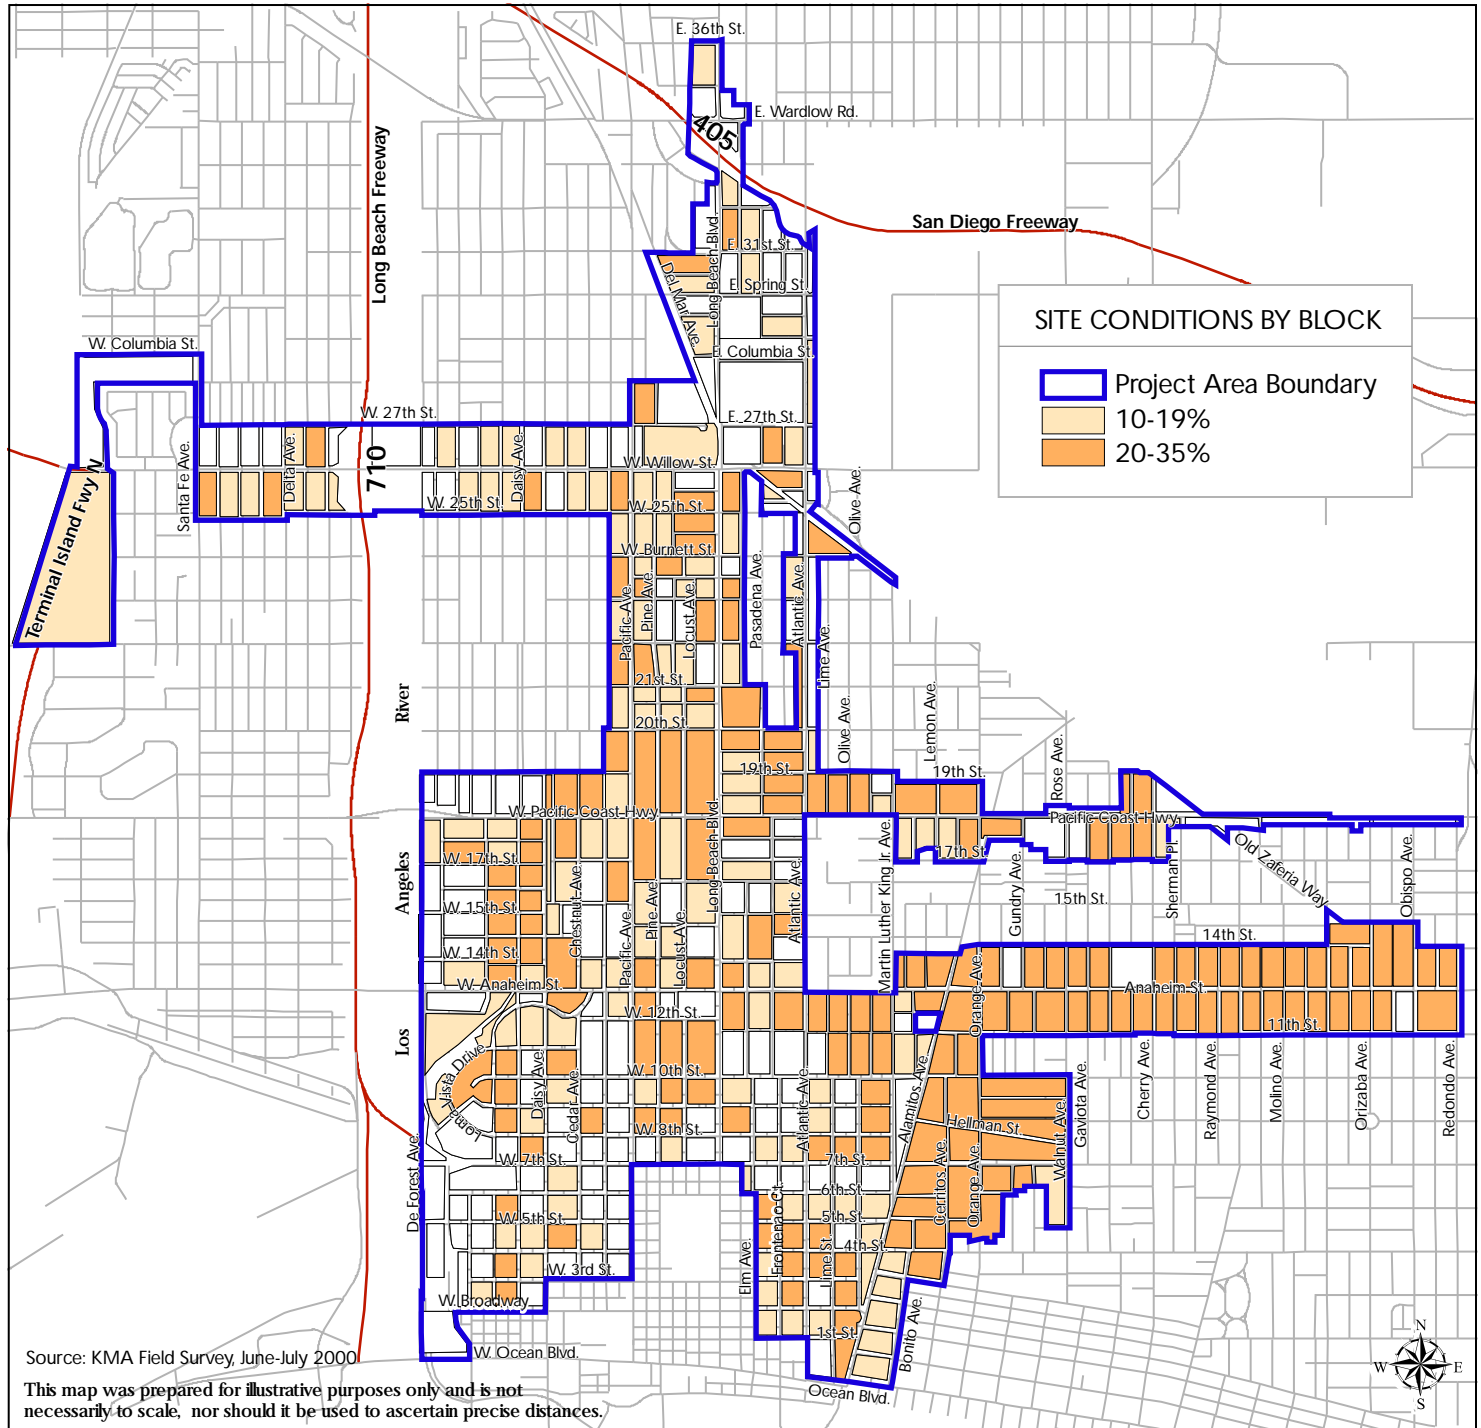 E. 36th St.
E. Wardlow Rd.
405
Long Beach Freeway
San Diego Freeway
Long Beach Blvd.
E. 31st St.
Del Mar Ave.
E. Spring St.
SITE CONDITIONS BY BLOCK
Project Area Boundary
10-19%
20-35%
W. Columbia St.
E. Columbia St.
W. 27th St.
E. 27th St.
Santa Fe Ave.
Delta Ave.
710
Daisy Ave.
W. Willow St.
W. 25th St.
W. 25th St.
Olive Ave.
Terminal Island Fwy N
W. Burnett St.
Pacific Ave.
Pine Ave.
Locust Ave.
Pasadena Ave.
Atlantic Ave.
Lime Ave.
21st St.
20th St.
River
Olive Ave.
Lemon Ave.
Rose Ave.
19th St.
19th St.
W. Pacific Coast Hwy
Long Beach Blvd.
Pacific Coast Hwy.
Martin Luther King Jr. Ave.
W. 17th St.
17th St.
Old Zaferia Way
Obispo Ave.
Sherman Pl.
Gundry Ave.
15th St.
Angeles
W. 15th St.
Chestnut Ave.
Pacific Ave.
Pine Ave.
Locust Ave.
Atlantic Ave.
14th St.
W. 14th St.
W. Anaheim St.
Anaheim St.
Orange Ave.
W. 12th St.
11th St.
Los
Loma Vista Drive
Daisy Ave.
Cedar Ave.
W. 10th St.
Atlantic Ave.
Alamitos Ave.
Hellman St.
Walnut Ave.
Gaviota Ave.
Cherry Ave.
Raymond Ave.
Molino Ave.
Orizaba Ave.
Redondo Ave.
W. 8th St.
De Forest Ave.
W. 7th St.
7th St.
6th St.
Cerritos Ave.
Orange Ave.
W. 5th St.
5th St.
Elm Ave.
Frontenac Ct.
Lime St.
4th St.
W. 3rd St.
W. Broadway
1st St.
Bonito Ave.
W. Ocean Blvd.
Ocean Blvd.
Source: KMA Field Survey, June-July 2000
This map was prepared for illustrative purposes only and is not
necessarily to scale, nor should it be used to ascertain precise distances.
N
W
E
S